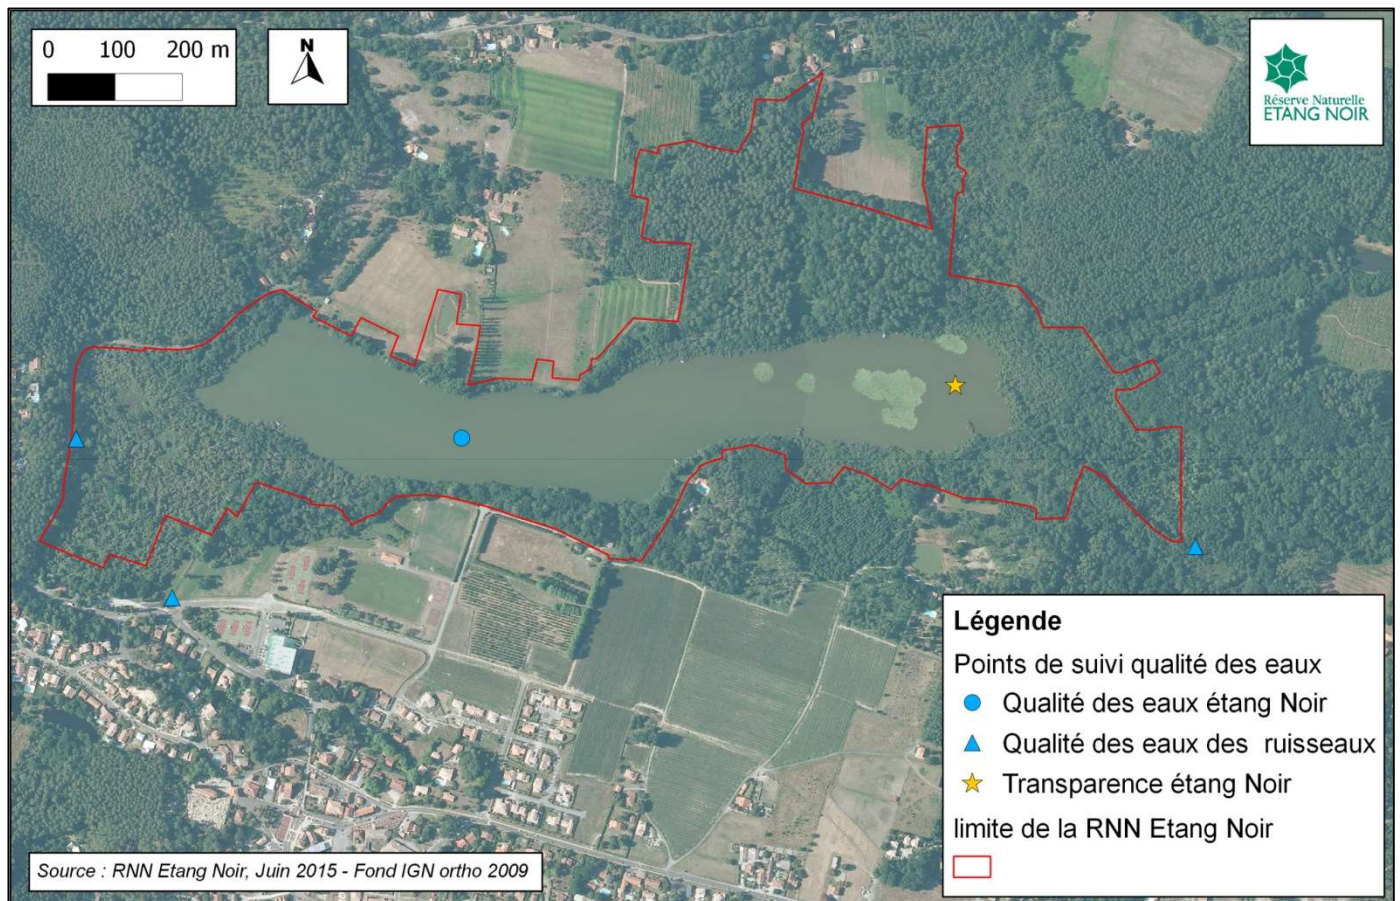 0 100 200 m
N
Réserve Naturelle
ETANG NOIR
Légende
Points de suivi qualité des eaux
Qualité des eaux étang Noir
Qualité des eaux des ruisseaux
Transparence étang Noir
limite de la RNN Etang Noir
Source : RNN Etang Noir, Juin 2015 - Fond IGN ortho 2009